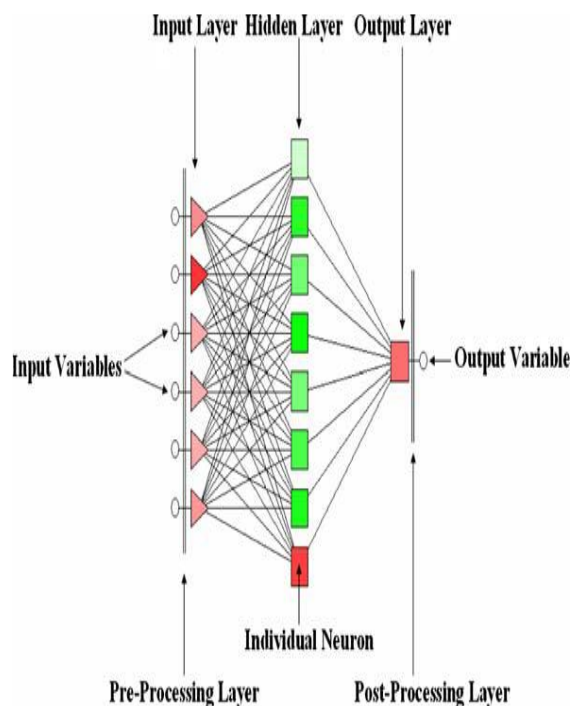 Input Layer
Hidden Layer
Output Layer
Input Variables
Output Variable
Individual Neuron
Pre-Processing Layer
Post-Processing Layer